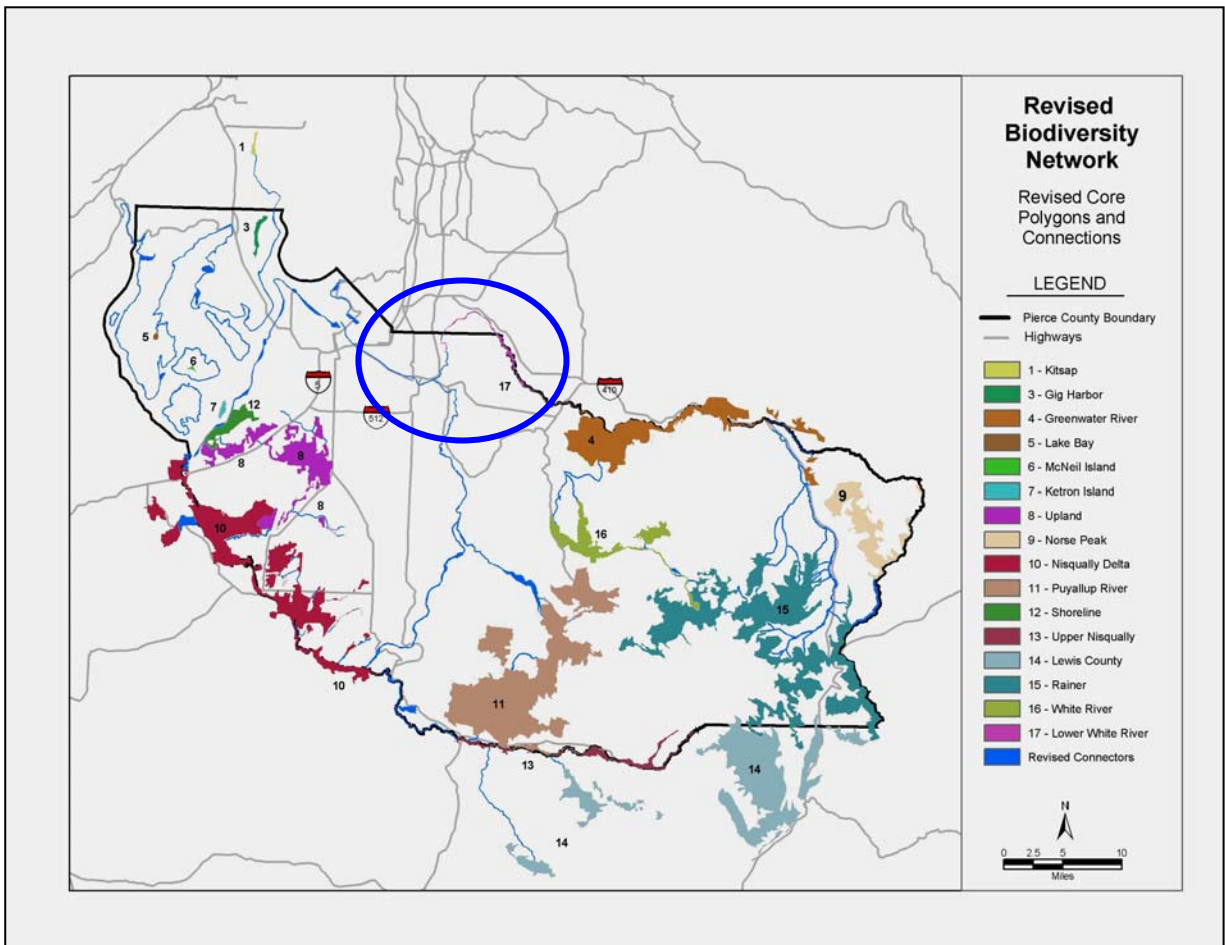 Revised
Biodiversity
Network
Revised Core
Polygons and
Connections
LEGEND
Pierce County Boundary
Highways
1 - Kitsap
3 - Gig Harbor
4 - Greenwater River
5 - Lake Bay
6 - McNeil Island
7 - Ketron Island
8 - Upland
9 - Norse Peak
10 - Nisqually Delta
11 - Puyallup River
12 - Shoreline
13 - Upper Nisqually
14 - Lewis County
15 - Rainer
16 - White River
17 - Lower White River
Revised Connectors
N
0 2.5 5 10
Miles
1
3
5
6
7 12
5
512
410
17
4
8
8
8
9
10
16
15
10
11
13
14
14